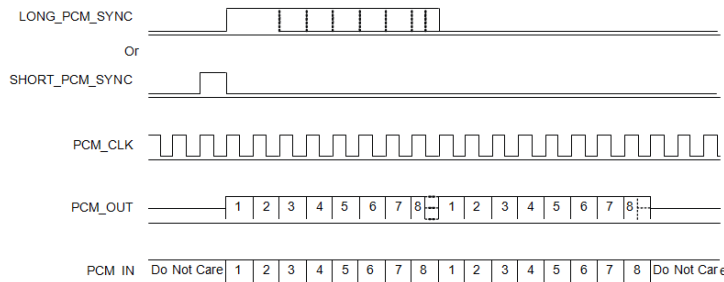 LONG_PCM_SYNC
Or
SHORT_PCM_SYNC
PCM_CLK
PCM_OUT 1 2 3 4 5 6 7 8 1 2 3 4 5 6 7 8
PCM IN Do Not Care 1 2 3 4 5 6 7 8 1 2 3 4 5 6 7 8 Do Not Care